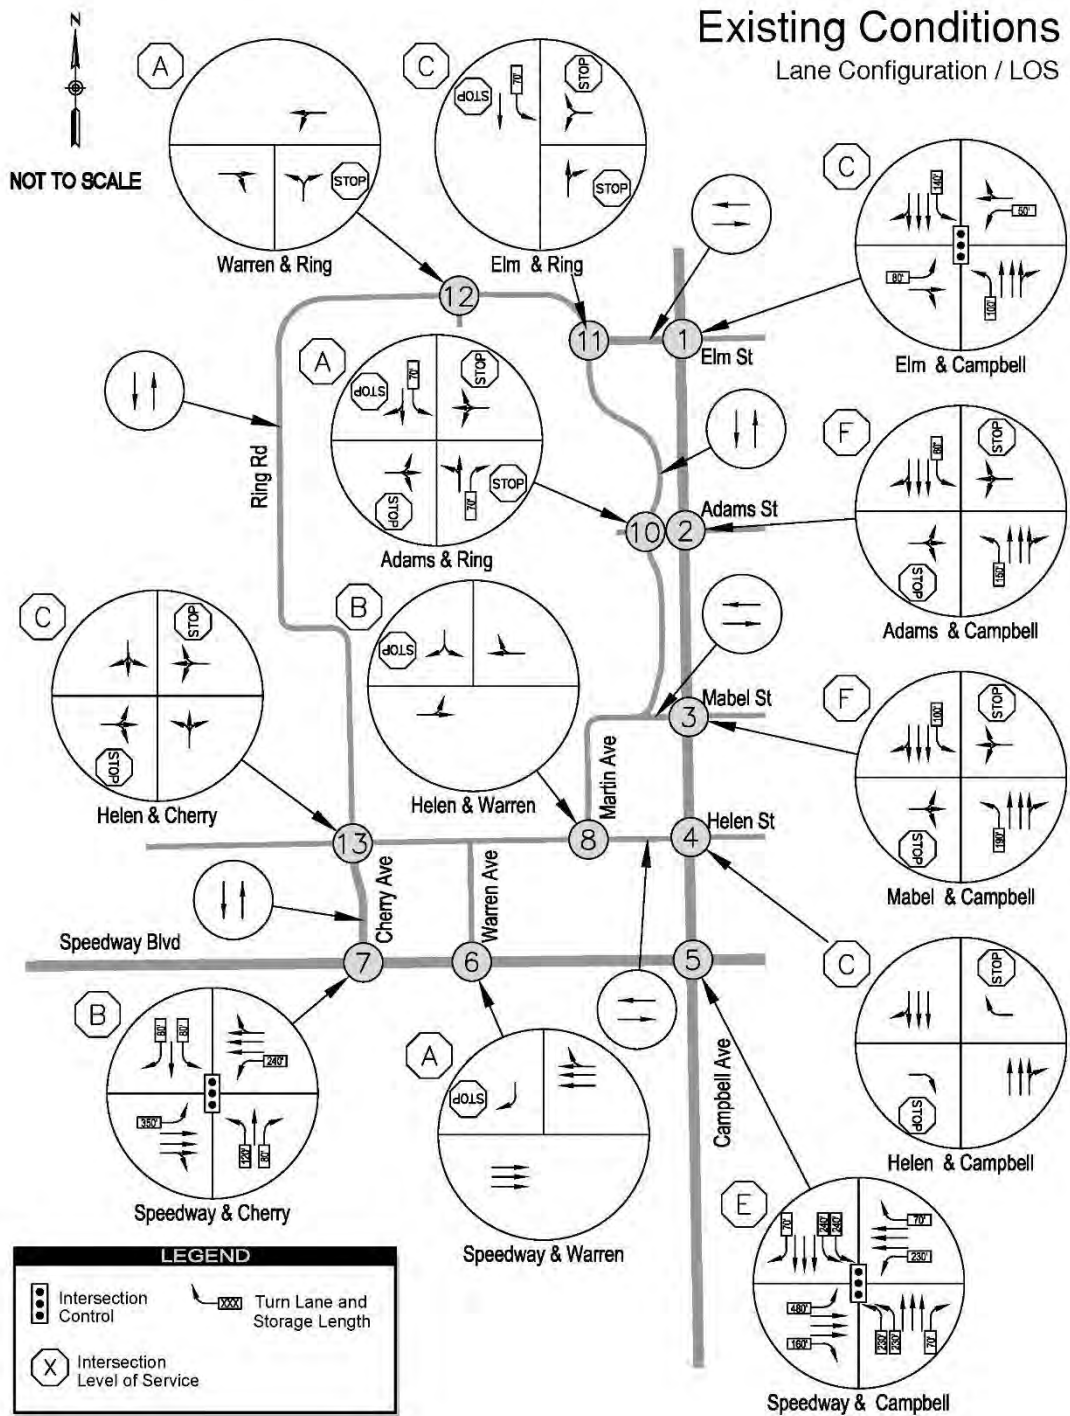 Existing Conditions
Lane Configuration / LOS
N
NOT TO SCALE
A
STOP
Warren & Ring
C
STOP
70'
STOP
STOP
Elm & Ring
C
140'
50'
80'
100'
Elm & Campbell
12
11
1
Elm St
A
STOP
70'
STOP
STOP
70'
STOP
Adams & Ring
Ring Rd
F
60'
STOP
STOP
150'
Adams & Campbell
Adams St
10
2
C
STOP
STOP
Helen & Cherry
B
STOP
Helen & Warren
Mabel St
3
Martin Ave
F
100'
STOP
STOP
190'
Mabel & Campbell
Helen St
13
8
4
Cherry Ave
Warren Ave
Speedway Blvd
7
6
5
Campbell Ave
C
STOP
STOP
Helen & Campbell
B
80'
80'
240'
350'
120'
80'
Speedway & Cherry
A
STOP
Speedway & Warren
E
70'
240'
240'
70'
230'
480'
160'
230'
230'
70'
Speedway & Campbell
LEGEND
Intersection
Control
XXX
Turn Lane and
Storage Length
X
Intersection
Level of Service